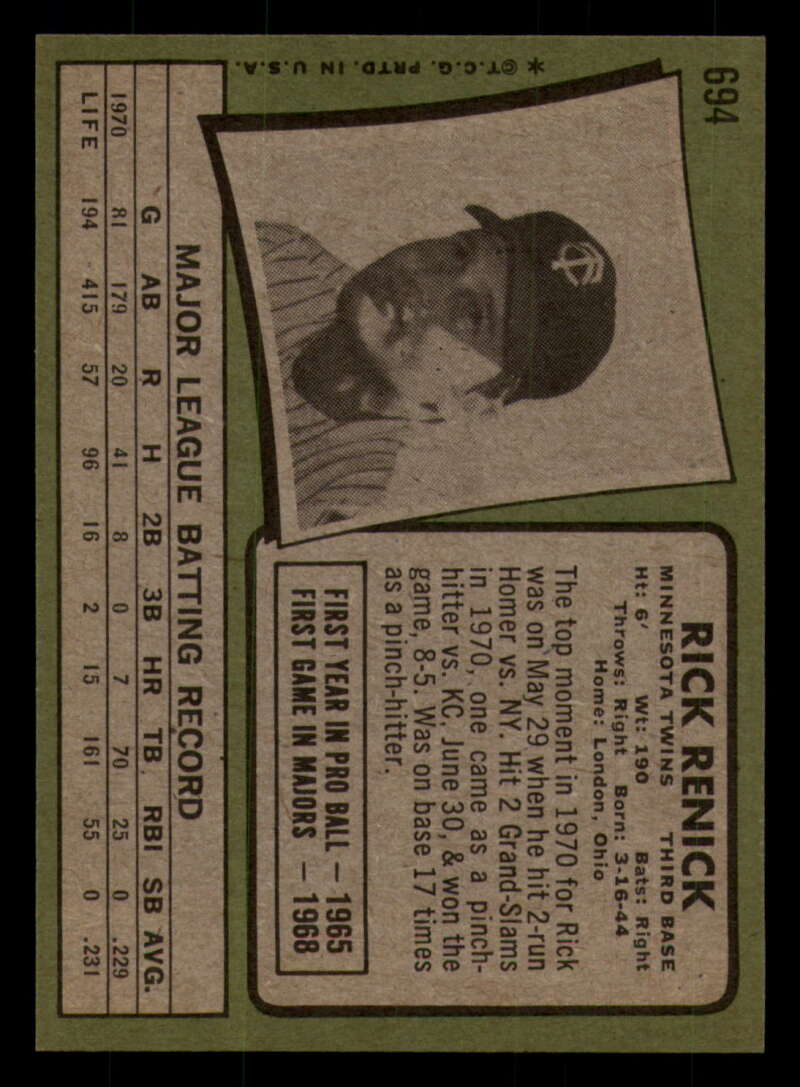 694
RICK RENICK
MINNESOTA TWINS THIRD BASE
Ht: 6' Wt: 190 Bats: Right
Throws: Right Born: 3-16-44
Home: London, Ohio
The top moment in 1970 for Rick
was on May 29 when he hit 2-run
Homer vs. NY. Hit 2 Grand-Slams
in 1970, one came as a pinch-
hitter vs. KC, June 30, & won the
game, 8-5. Was on base 17 times
as a pinch-hitter.
FIRST YEAR IN PRO BALL — 1965
FIRST GAME IN MAJORS — 1968
TC
MAJOR LEAGUE BATTING RECORD
G AB R H 2B 3B HR TB RBI SB AVG.
1970 81 179 20 41 8 0 7 70 25 0 .229
LIFE 194 415 57 96 16 2 15 161 55 0 .231
* © T.C.G. PRTD. IN U.S.A.